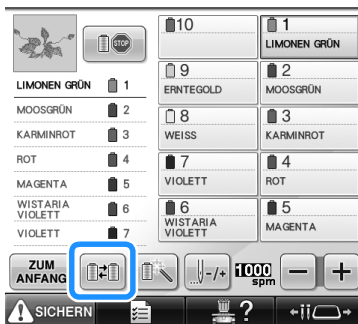 STOP
LIMONEN GRÜN 1
MOOSGRÜN 2
KARMINROT 3
ROT 4
MAGENTA 5
WISTARIA
VIOLETT 6
VIOLETT 7
10
1
LIMONEN GRÜN
9
ERNTEGOLD
2
MOOSGRÜN
8
WEISS
3
KARMINROT
7
VIOLETT
4
ROT
6
WISTARIA
VIOLETT
5
MAGENTA
ZUM
ANFANG
-/+
1000
spm
- +
SICHERN
?